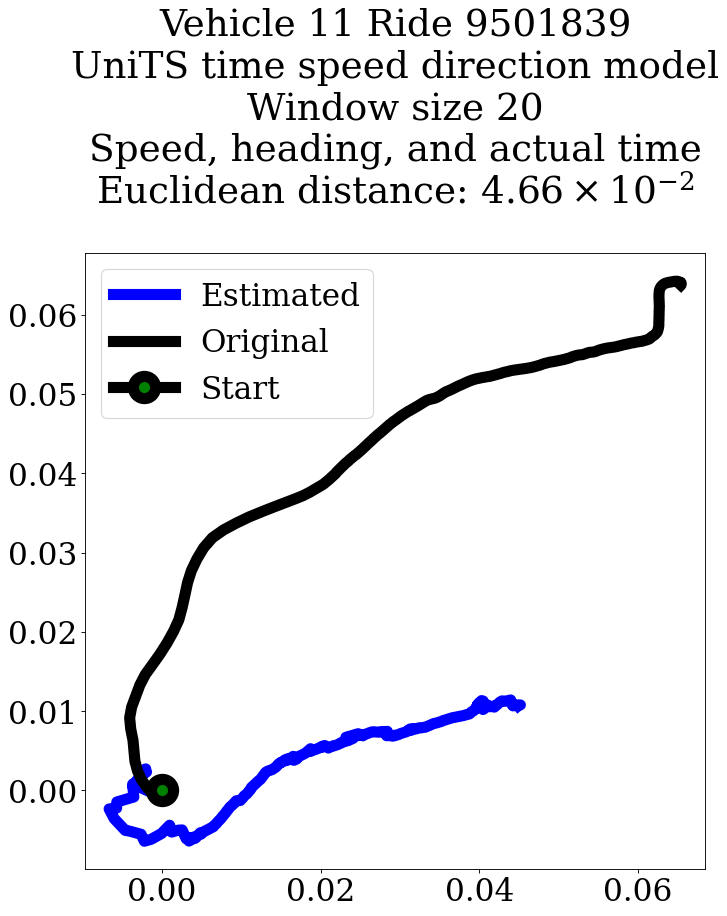 Vehicle 11 Ride 9501839
UniTS time speed direction model
Window size 20
Speed, heading, and actual time
Euclidean distance: 4.66 × 10⁻²
Estimated
Original
Start
0.06
0.05
0.04
0.03
0.02
0.01
0.00
0.00 0.02 0.04 0.06